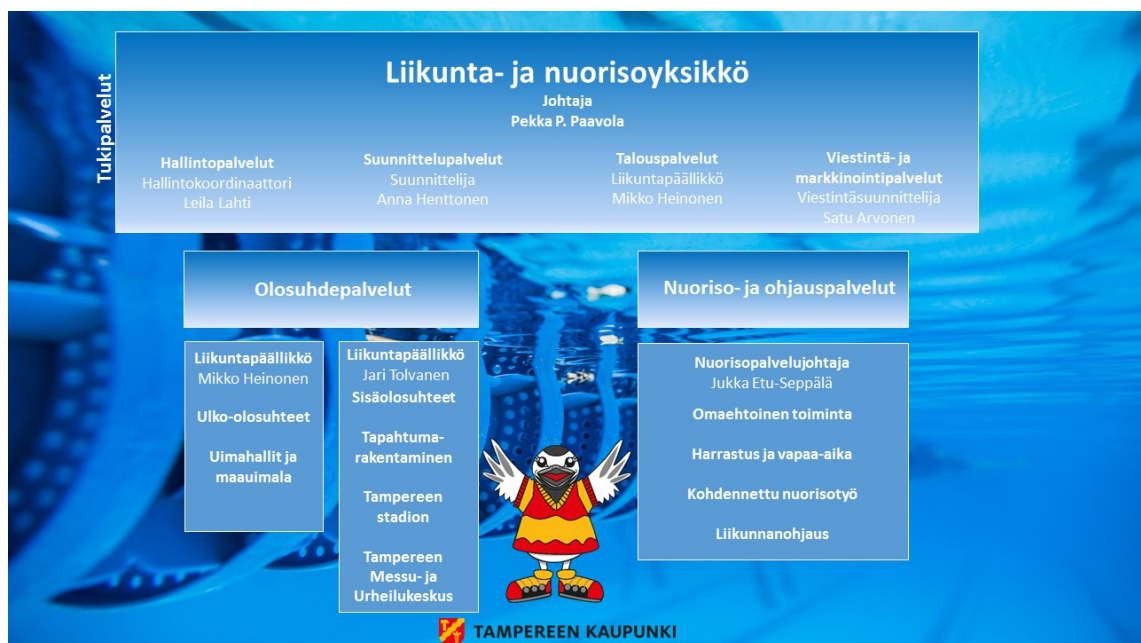 Tukipalvelut
Liikunta- ja nuorisoyksikkö
Johtaja
Pekka P. Paavola
Hallintopalvelut
Hallintokoordinaattori
Leila Lahti
Suunnittelupalvelut
Suunnittelija
Anna Henttonen
Talouspalvelut
Liikuntapäällikkö
Mikko Heinonen
Viestintä- ja
markkinointipalvelut
Viestintäsuunnittelija
Satu Arvonen
Olosuhdepalvelut
Liikuntapäällikkö
Mikko Heinonen
Ulko-olosuhteet
Uimahallit ja
maauimala
Liikuntapäällikkö
Jari Tolvanen
Sisäolosuhteet
Tapahtuma-
rakentaminen
Tampereen
stadion
Tampereen
Messu- ja
Urheilukeskus
Nuoriso- ja ohjauspalvelut
Nuorisopalvelujohtaja
Jukka Etu-Seppälä
Omaehtoinen toiminta
Harrastus ja vapaa-aika
Kohdennettu nuorisotyö
Liikunnanohjaus
TAMPEREEN KAUPUNKI